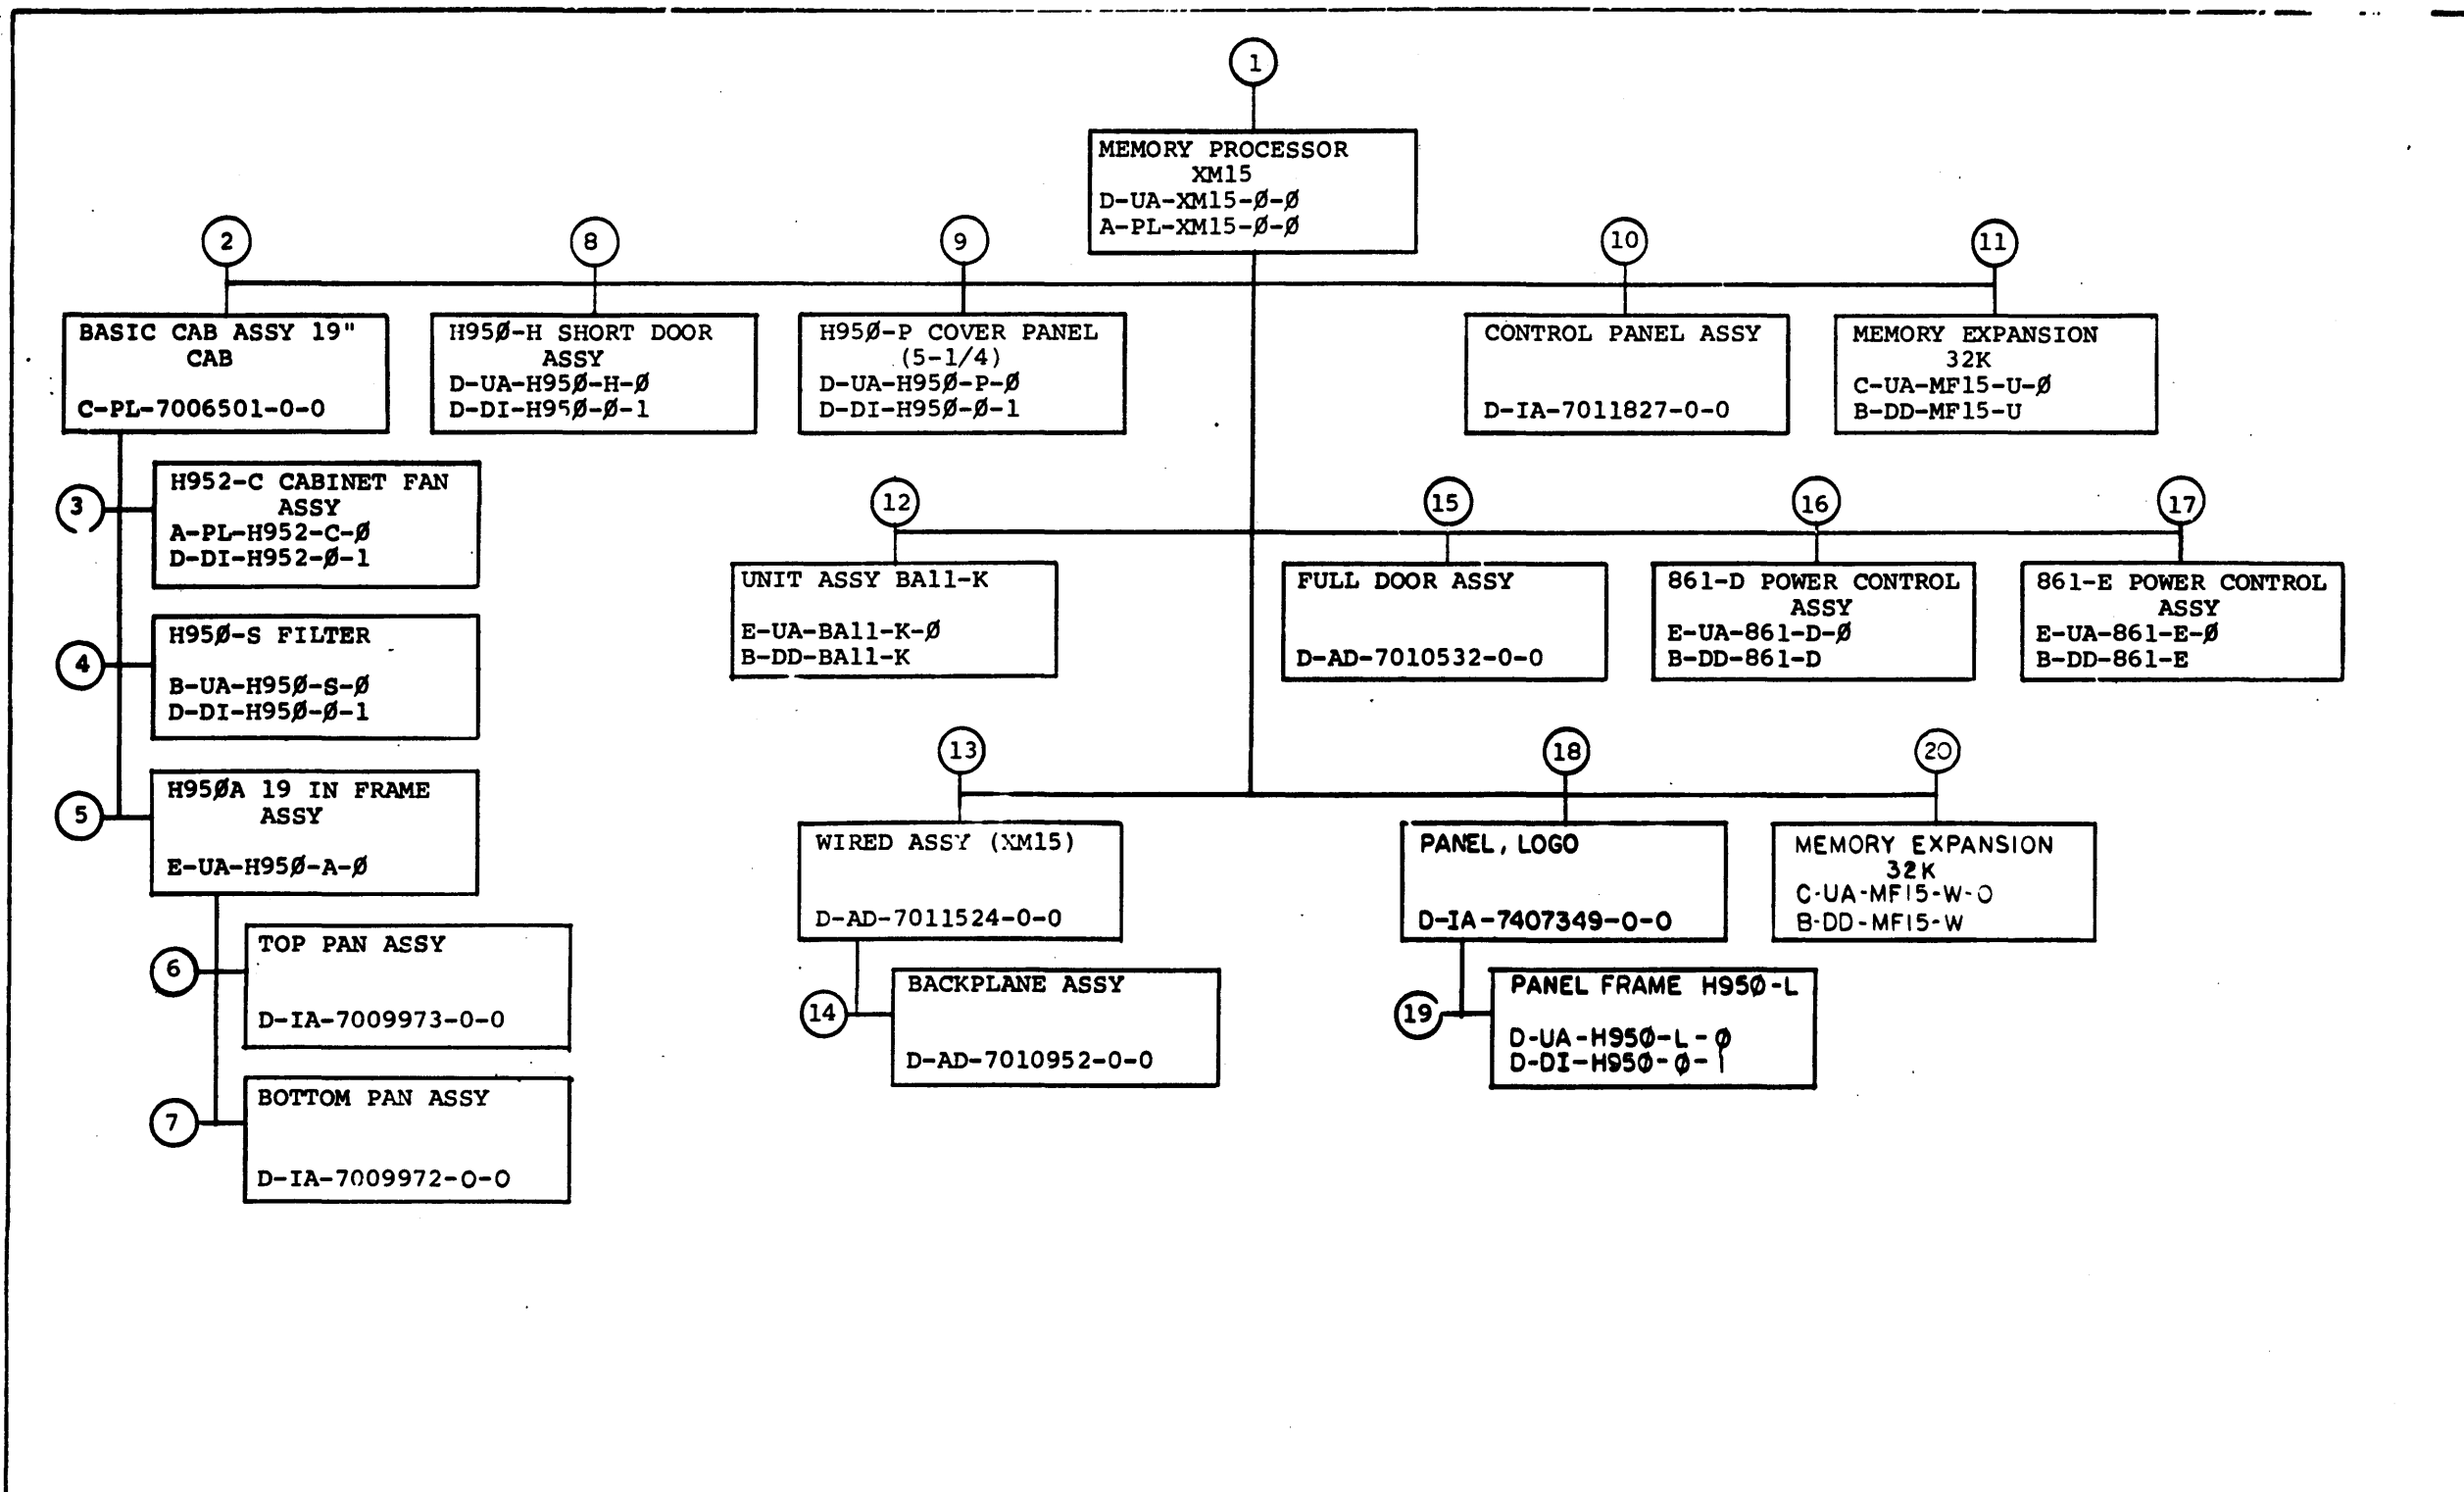 1
MEMORY PROCESSOR
XM15
D-UA-XM15-Ø-Ø
A-PL-XM15-Ø-Ø
2
BASIC CAB ASSY 19"
CAB
C-PL-7006501-0-0
8
H95Ø-H SHORT DOOR
ASSY
D-UA-H95Ø-H-Ø
D-DI-H95Ø-Ø-1
9
H95Ø-P COVER PANEL
(5-1/4)
D-UA-H95Ø-P-Ø
D-DI-H95Ø-Ø-1
10
CONTROL PANEL ASSY
D-IA-7011827-0-0
11
MEMORY EXPANSION
32K
C-UA-MF15-U-Ø
B-DD-MF15-U
3
H952-C CABINET FAN
ASSY
A-PL-H952-C-Ø
D-DI-H952-Ø-1
4
H95Ø-S FILTER
B-UA-H95Ø-S-Ø
D-DI-H95Ø-Ø-1
5
H95ØA 19 IN FRAME
ASSY
E-UA-H95Ø-A-Ø
6
TOP PAN ASSY
D-IA-7009973-0-0
7
BOTTOM PAN ASSY
D-IA-7009972-0-0
12
UNIT ASSY BA11-K
E-UA-BA11-K-Ø
B-DD-BA11-K
15
FULL DOOR ASSY
D-AD-7010532-0-0
16
861-D POWER CONTROL
ASSY
E-UA-861-D-Ø
B-DD-861-D
17
861-E POWER CONTROL
ASSY
E-UA-861-E-Ø
B-DD-861-E
13
WIRED ASSY (XM15)
D-AD-7011524-0-0
14
BACKPLANE ASSY
D-AD-7010952-0-0
18
PANEL, LOGO
D-IA-7407349-0-0
19
PANEL FRAME H95Ø-L
D-UA-H95Ø-L-Ø
D-DI-H95Ø-Ø-1
20
MEMORY EXPANSION
32K
C-UA-MF15-W-0
B-DD-MF15-W